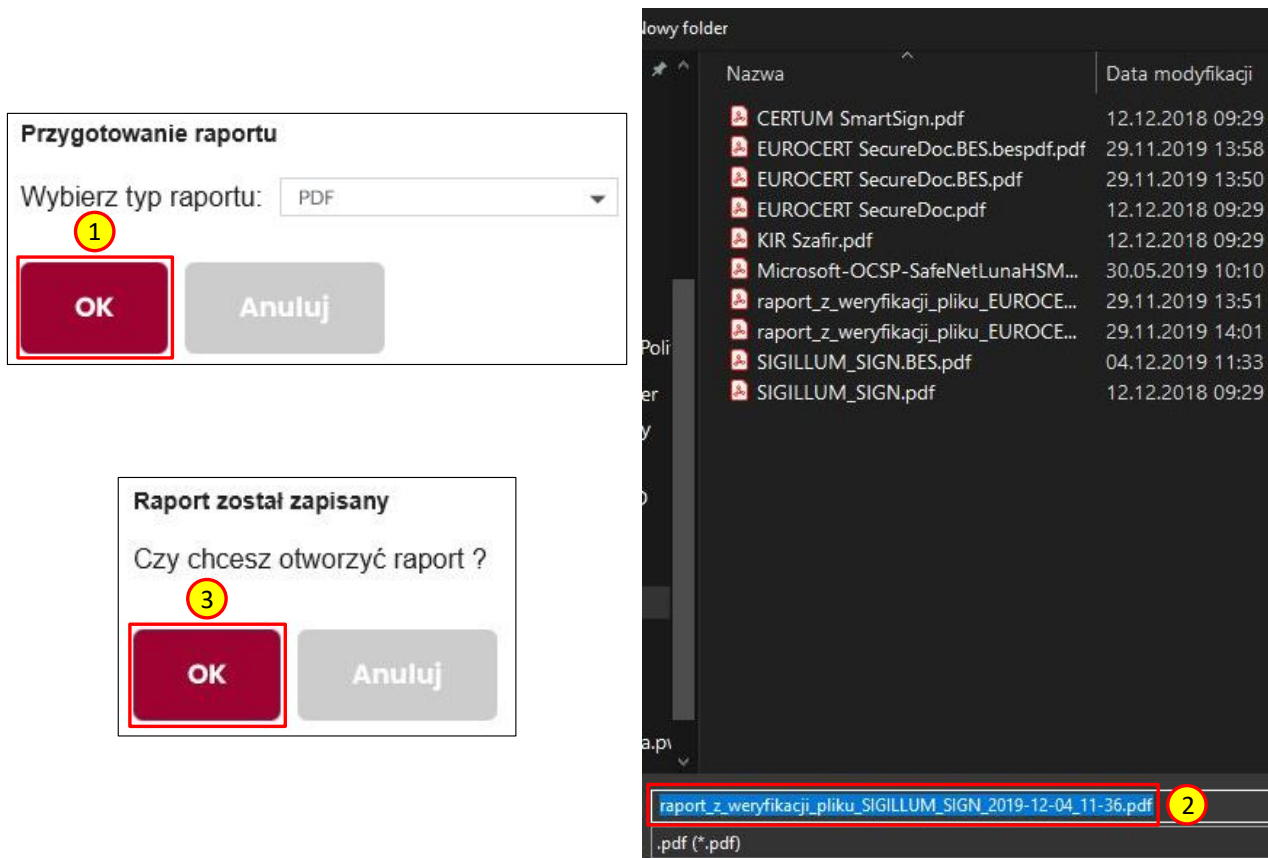 Przygotowanie raportu
Wybierz typ raportu: PDF
1
OK Anuluj
Raport został zapisany
Czy chcesz otworzyć raport ?
3
OK Anuluj
lowy folder
Nazwa Data modyfikacji
CERTUM SmartSign.pdf 12.12.2018 09:29
EUROCERT SecureDoc.BES.bespdf.pdf 29.11.2019 13:58
EUROCERT SecureDoc.BES.pdf 29.11.2019 13:50
EUROCERT SecureDoc.pdf 12.12.2018 09:29
KIR Szafir.pdf 12.12.2018 09:29
Microsoft-OCSP-SafeNetLunaHSM... 30.05.2019 10:10
raport_z_weryfikacji_pliku_EUROCE... 29.11.2019 13:51
raport_z_weryfikacji_pliku_EUROCE... 29.11.2019 14:01
SIGILLUM_SIGN.BES.pdf 04.12.2019 11:33
SIGILLUM_SIGN.pdf 12.12.2018 09:29
Poli
er
y
raport_z_weryfikacji_pliku_SIGILLUM_SIGN_2019-12-04_11-36.pdf 2
.pdf (*.pdf)